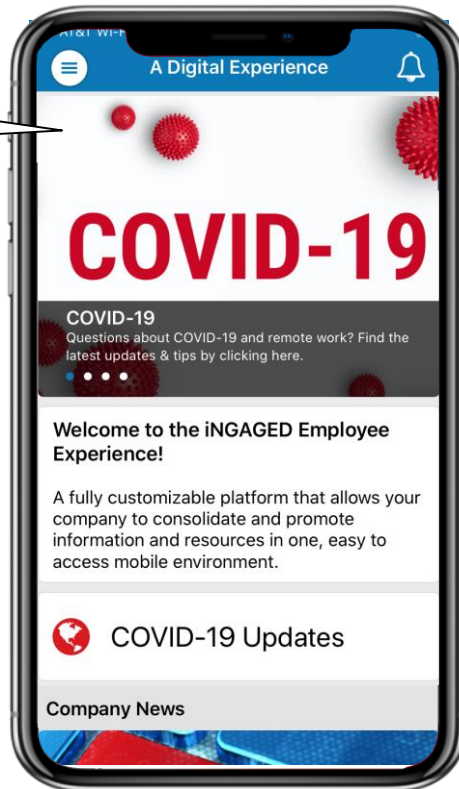 A Digital Experience
COVID-19
COVID-19
Questions about COVID-19 and remote work? Find the
latest updates & tips by clicking here.
Welcome to the iNGAGED Employee
Experience!
A fully customizable platform that allows your
company to consolidate and promote
information and resources in one, easy to
access mobile environment.
COVID-19 Updates
Company News